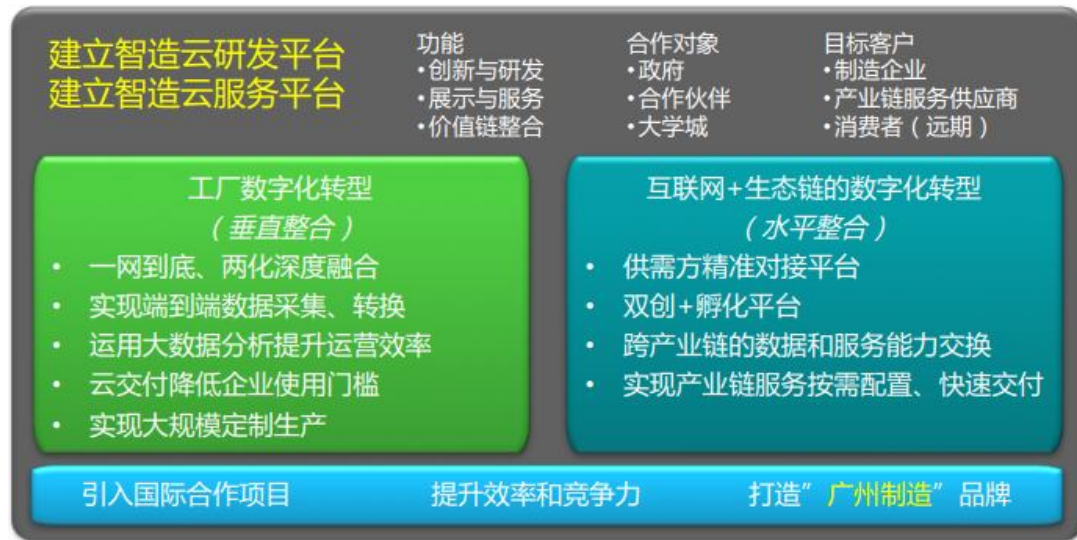 建立智造云研发平台
建立智造云服务平台
功能
•创新与研发
•展示与服务
•价值链整合
合作对象
•政府
•合作伙伴
•大学城
目标客户
•制造企业
•产业链服务供应商
•消费者（远期）
工厂数字化转型
（垂直整合）
• 一网到底、两化深度融合
• 实现端到端数据采集、转换
• 运用大数据分析提升运营效率
• 云交付降低企业使用门槛
• 实现大规模定制生产
互联网+生态链的数字化转型
（水平整合）
• 供需方精准对接平台
• 双创+孵化平台
• 跨产业链的数据和服务能力交换
• 实现产业链服务按需配置、快速交付
引入国际合作项目
提升效率和竞争力
打造”广州制造”品牌